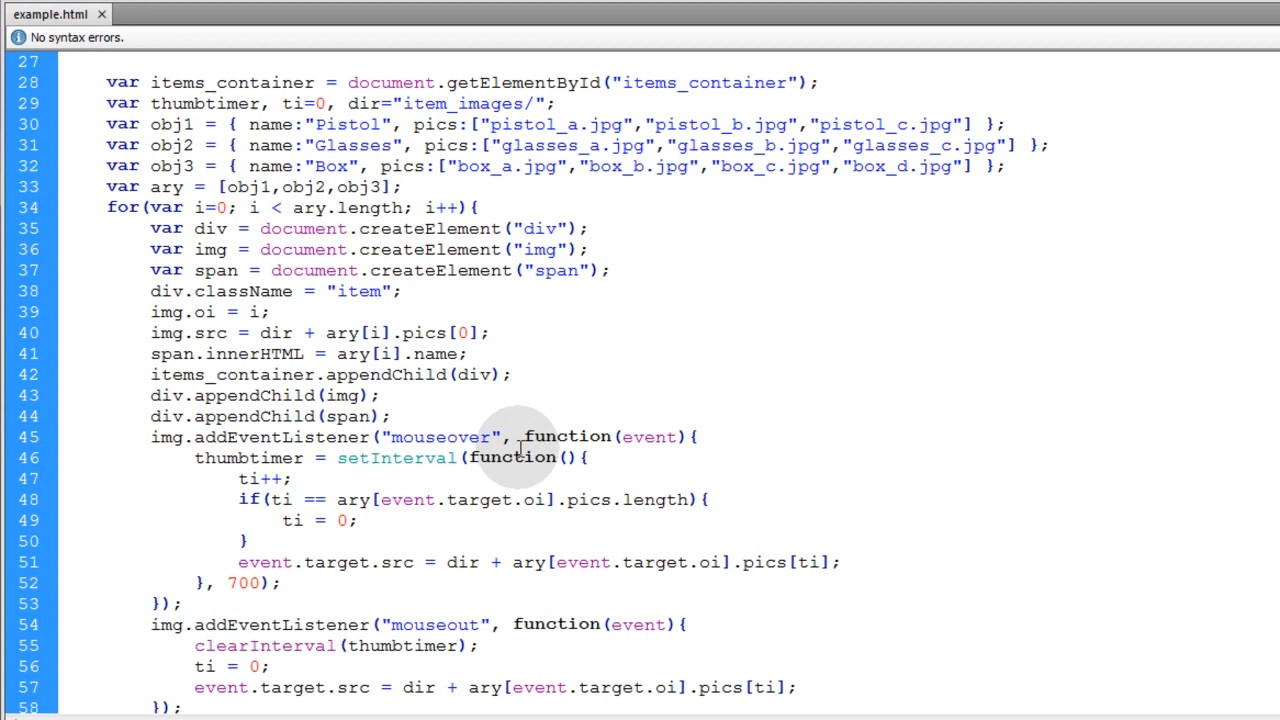 example.html
No syntax errors.
27
28 var items_container = document.getElementById("items_container");
29 var thumbtimer, ti=0, dir="item_images/";
30 var obj1 = { name:"Pistol", pics:["pistol_a.jpg","pistol_b.jpg","pistol_c.jpg"] };
31 var obj2 = { name:"Glasses", pics:["glasses_a.jpg","glasses_b.jpg","glasses_c.jpg"] };
32 var obj3 = { name:"Box", pics:["box_a.jpg","box_b.jpg","box_c.jpg","box_d.jpg"] };
33 var ary = [obj1,obj2,obj3];
34 for(var i=0; i < ary.length; i++){
35 var div = document.createElement("div");
36 var img = document.createElement("img");
37 var span = document.createElement("span");
38 div.className = "item";
39 img.oi = i;
40 img.src = dir + ary[i].pics[0];
41 span.innerHTML = ary[i].name;
42 items_container.appendChild(div);
43 div.appendChild(img);
44 div.appendChild(span);
45 img.addEventListener("mouseover", function(event){
46 thumbtimer = setInterval(function(){
47 ti++;
48 if(ti == ary[event.target.oi].pics.length){
49 ti = 0;
50 }
51 event.target.src = dir + ary[event.target.oi].pics[ti];
52 }, 700);
53 });
54 img.addEventListener("mouseout", function(event){
55 clearInterval(thumbtimer);
56 ti = 0;
57 event.target.src = dir + ary[event.target.oi].pics[ti];
58 });